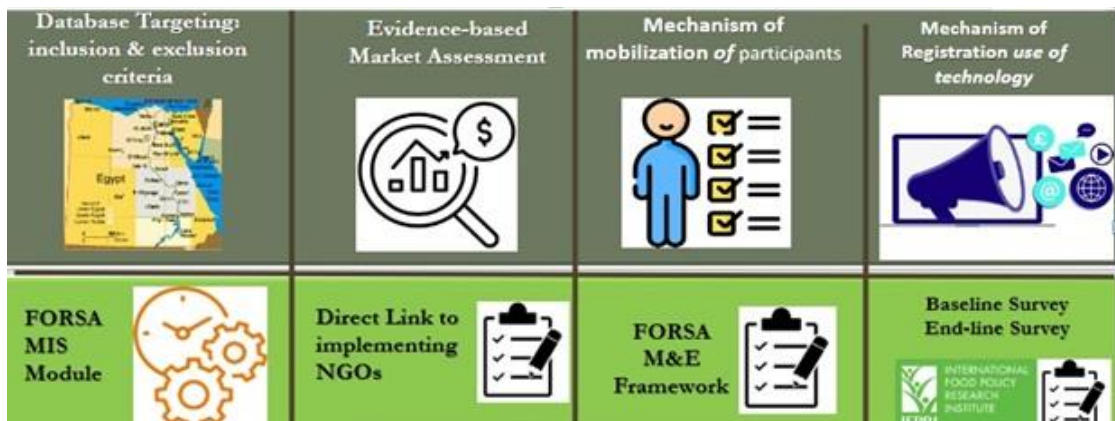 Database Targeting:
inclusion & exclusion
criteria
Evidence-based
Market Assessment
Mechanism of
mobilization of participants
Mechanism of
Registration use of
technology
Egypt
$
£
@
FORSA
MIS
Module
Direct Link to
implementing
NGOs
FORSA
M&E
Framework
Baseline Survey
End-line Survey
INTERNATIONAL
FOOD POLICY
RESEARCH
INSTITUTE
IFPRI